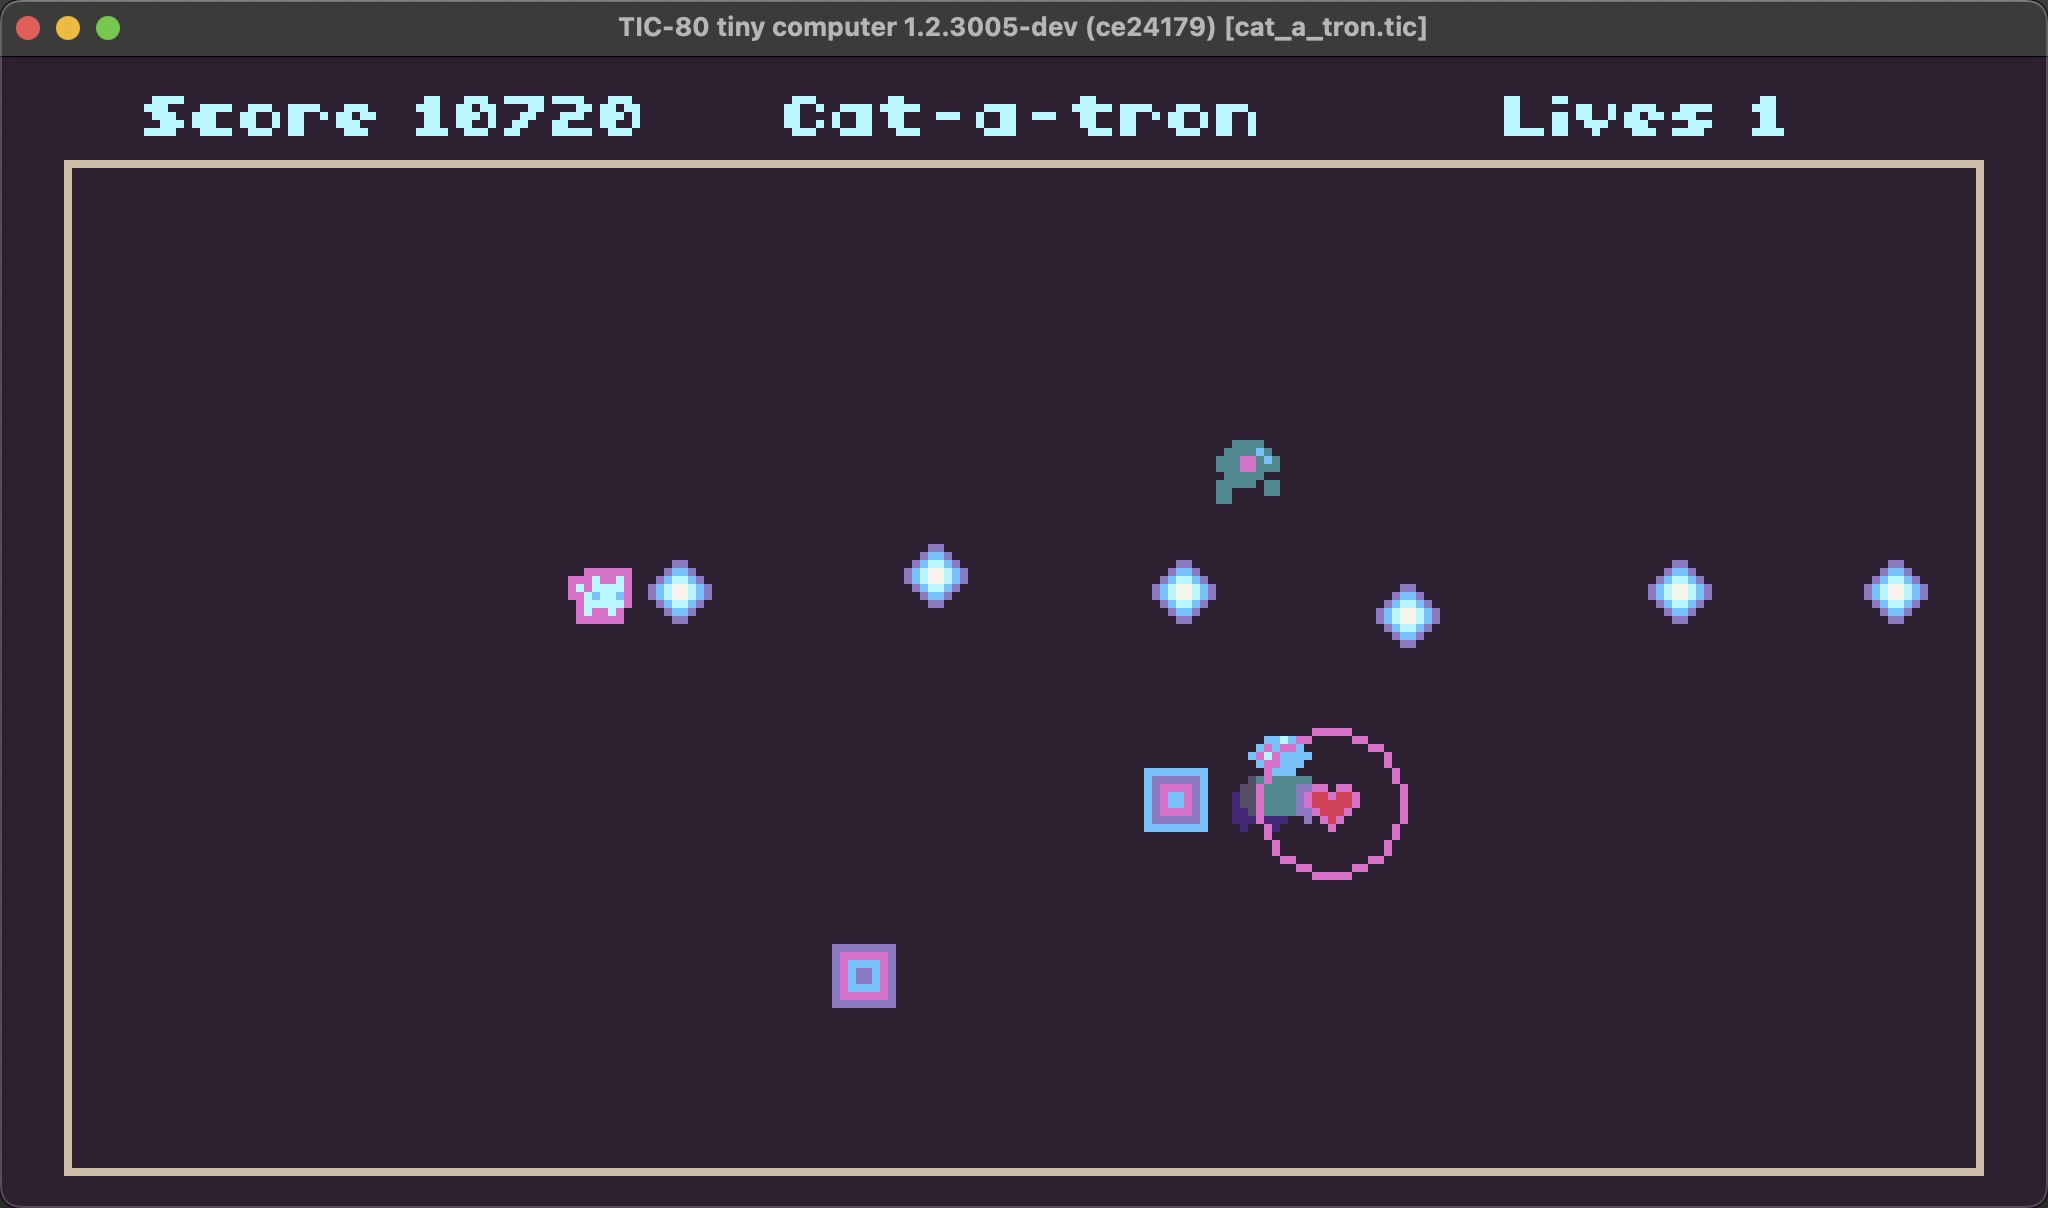 TIC-80 tiny computer 1.2.3005-dev (ce24179) [cat_a_tron.tic]
Score 10720 Cat-a-tron Lives 1